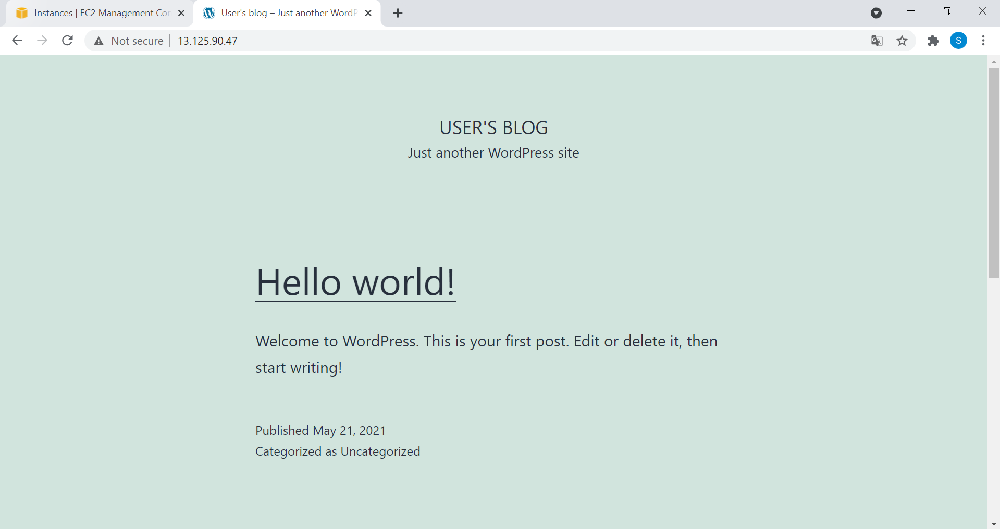 Instances | EC2 Management Con
User's blog – Just another WordP
Not secure
13.125.90.47
S
USER'S BLOG
Just another WordPress site
Hello world!
Welcome to WordPress. This is your first post. Edit or delete it, then
start writing!
Published May 21, 2021
Categorized as Uncategorized